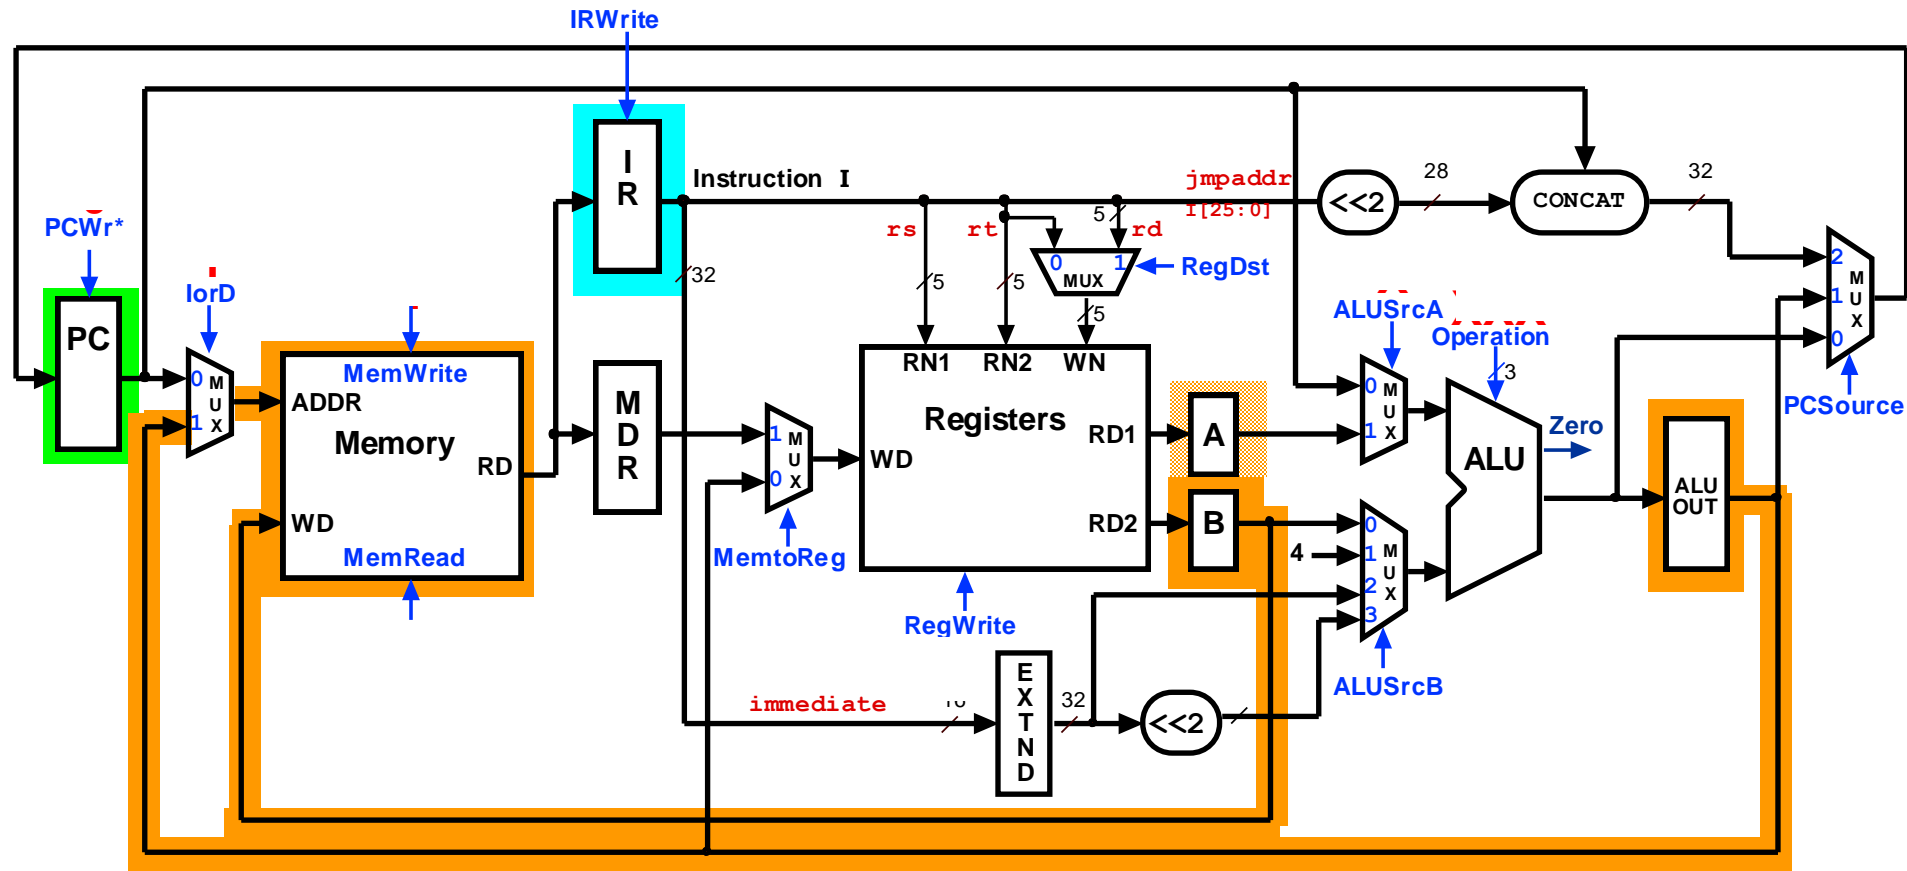 IRWrite
I
R
Instruction I
jmpaddr
I[25:0]
<<2
28
CONCAT
32
PCWr*
PC
IorD
0
1
M
U
X
rs
rt
rd
5
5
5
5
32
0
1
MUX
RegDst
RN1
RN2
WN
Registers
RD1
RD2
WD
RegWrite
MemWrite
ADDR
Memory
RD
WD
MemRead
M
D
R
1
0
M
U
X
MemtoReg
A
B
4
ALUSrcA
0
1
M
U
X
Operation
3
ALU
Zero
0
1
2
3
M
U
X
ALUSrcB
ALU
OUT
2
1
0
M
U
X
PCSource
immediate
E
X
T
N
D
32
<<2